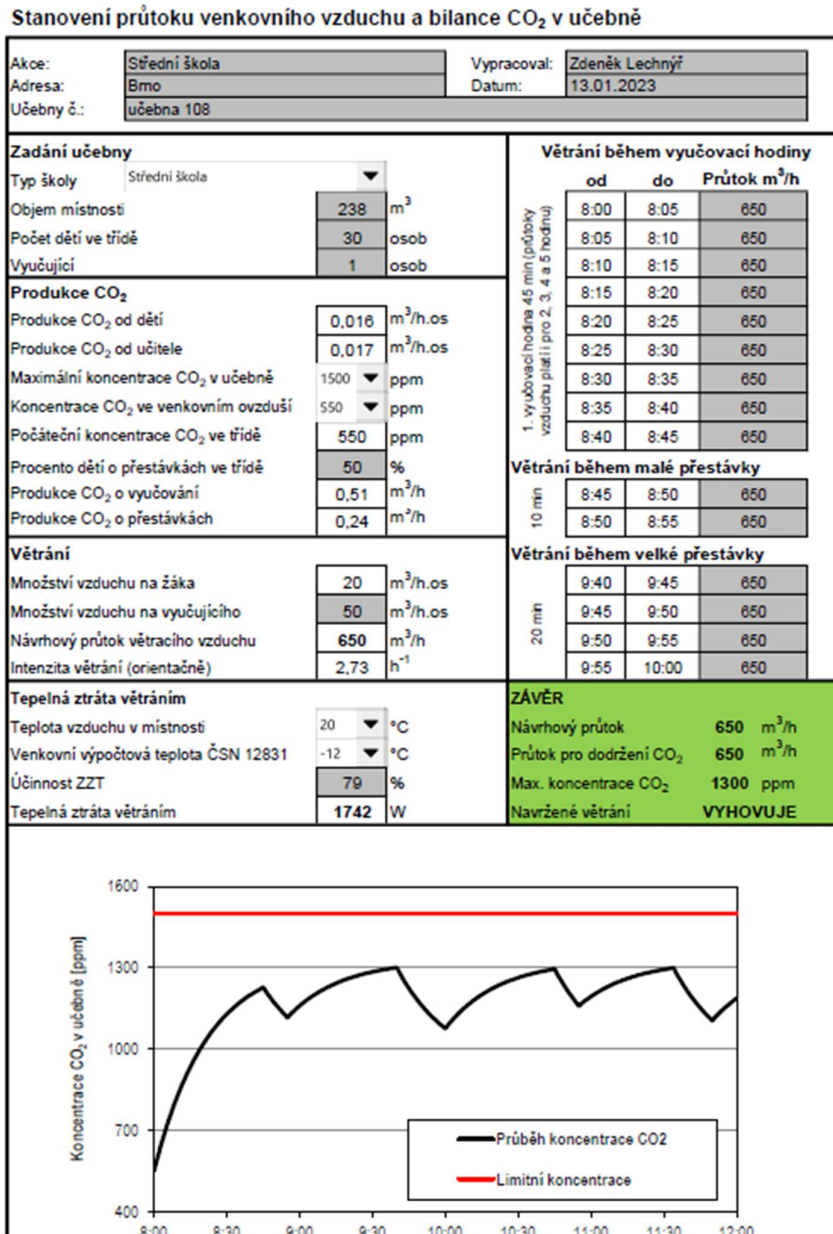 Stanovení průtoku venkovního vzduchu a bilance CO₂ v učebně
Akce: Střední škola Vypracoval: Zdeněk Lechnýř
Adresa: Brno Datum: 13.01.2023
Učebny č.: učebna 108
Zadání učebny
Typ školy Střední škola
Objem místnosti 238 m³
Počet dětí ve třídě 30 osob
Vyučující 1 osob
Produkce CO₂
Produkce CO₂ od dětí 0,016 m³/h.os
Produkce CO₂ od učitele 0,017 m³/h.os
Maximální koncentrace CO₂ v učebně 1500 ppm
Koncentrace CO₂ ve venkovním ovzduší 550 ppm
Počáteční koncentrace CO₂ ve třídě 550 ppm
Procento dětí o přestávkách ve třídě 50 %
Produkce CO₂ o vyučování 0,51 m³/h
Produkce CO₂ o přestávkách 0,24 m³/h
Větrání
Množství vzduchu na žáka 20 m³/h.os
Množství vzduchu na vyučujícího 50 m³/h.os
Návrhový průtok větracího vzduchu 650 m³/h
Intenzita větrání (orientačně) 2,73 h⁻¹
Tepelná ztráta větráním
Teplota vzduchu v místnosti 20 °C
Venkovní výpočtová teplota ČSN 12831 -12 °C
Účinnost ZZT 79 %
Tepelná ztráta větráním 1742 W
Větrání během vyučovací hodiny
od do Průtok m³/h
1. vyučovací hodina 45 min (průtoky
vzduchu platí i pro 2, 3, 4 a 5 hodinu)
8:00 8:05 650
8:05 8:10 650
8:10 8:15 650
8:15 8:20 650
8:20 8:25 650
8:25 8:30 650
8:30 8:35 650
8:35 8:40 650
8:40 8:45 650
Větrání během malé přestávky
10 min
8:45 8:50 650
8:50 8:55 650
Větrání během velké přestávky
20 min
9:40 9:45 650
9:45 9:50 650
9:50 9:55 650
9:55 10:00 650
ZÁVĚR
Návrhový průtok 650 m³/h
Průtok pro dodržení CO₂ 650 m³/h
Max. koncentrace CO₂ 1300 ppm
Navržené větrání VYHOVUJE
Koncentrace CO₂ v učebně [ppm]
1600
1300
1000
700
400
Průběh koncentrace CO2
Limitní koncentrace
8:00 8:30 9:00 9:30 10:00 10:30 11:00 11:30 12:00